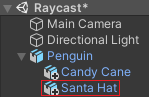 Raycast*
Main Camera
Directional Light
Penguin
Candy Cane
Santa Hat